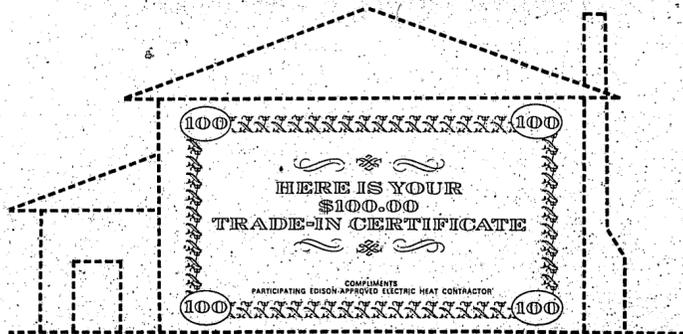 100 100
HERE IS YOUR
$100.00
TRADE-IN CERTIFICATE
COMPLIMENTS
PARTICIPATING EDISON-APPROVED ELECTRIC HEAT CONTRACTOR
100 100